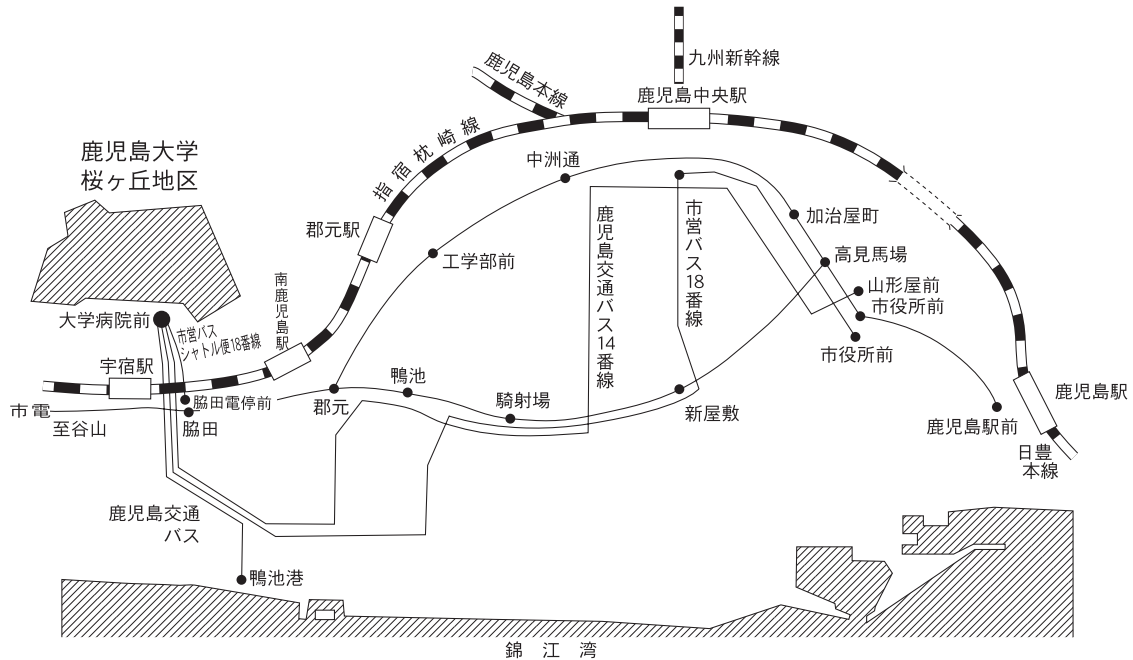 九州新幹線
鹿児島本線
鹿児島中央駅
指宿枕崎線
鹿児島大学
桜ヶ丘地区
中洲通
市営バス18番線
鹿児島交通バス14番線
加治屋町
郡元駅
工学部前
高見馬場
南鹿児島駅
山形屋前
市役所前
大学病院前
市営バス
シャトル便18番線
市役所前
宇宿駅
鴨池
脇田電停前
郡元
騎射場
新屋敷
鹿児島駅
市電
至谷山
脇田
鹿児島駅前
日豊
本線
鹿児島交通
バス
鴨池港
錦江湾